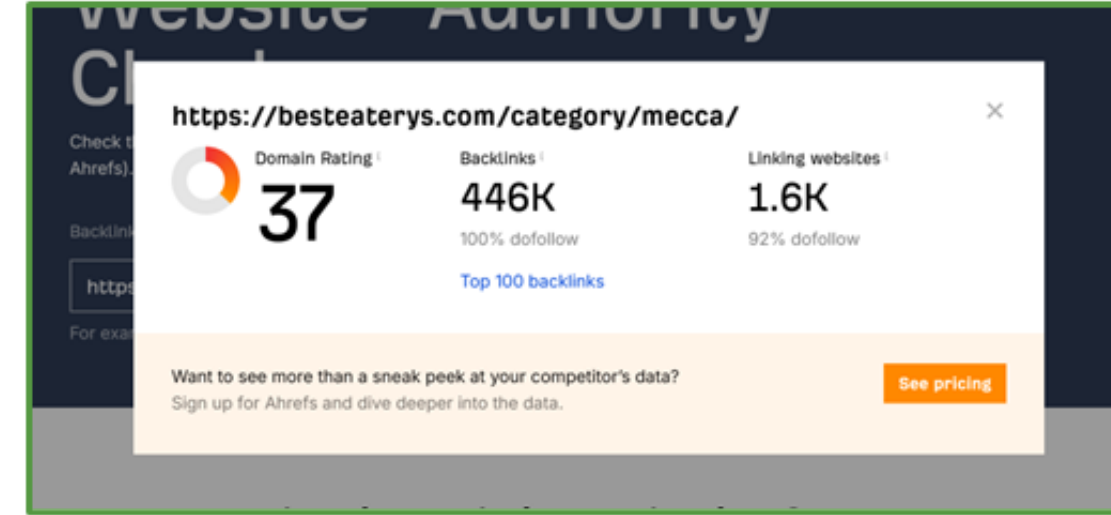 Website “Authority
https://besteaterys.com/category/mecca/
Check t
Ahrefs).
Domain Rating
37
Backlinks
446K
100% dofollow
Top 100 backlinks
Linking websites
1.6K
92% dofollow
Backlink
https
For exam
Want to see more than a sneak peek at your competitor's data?
Sign up for Ahrefs and dive deeper into the data.
See pricing